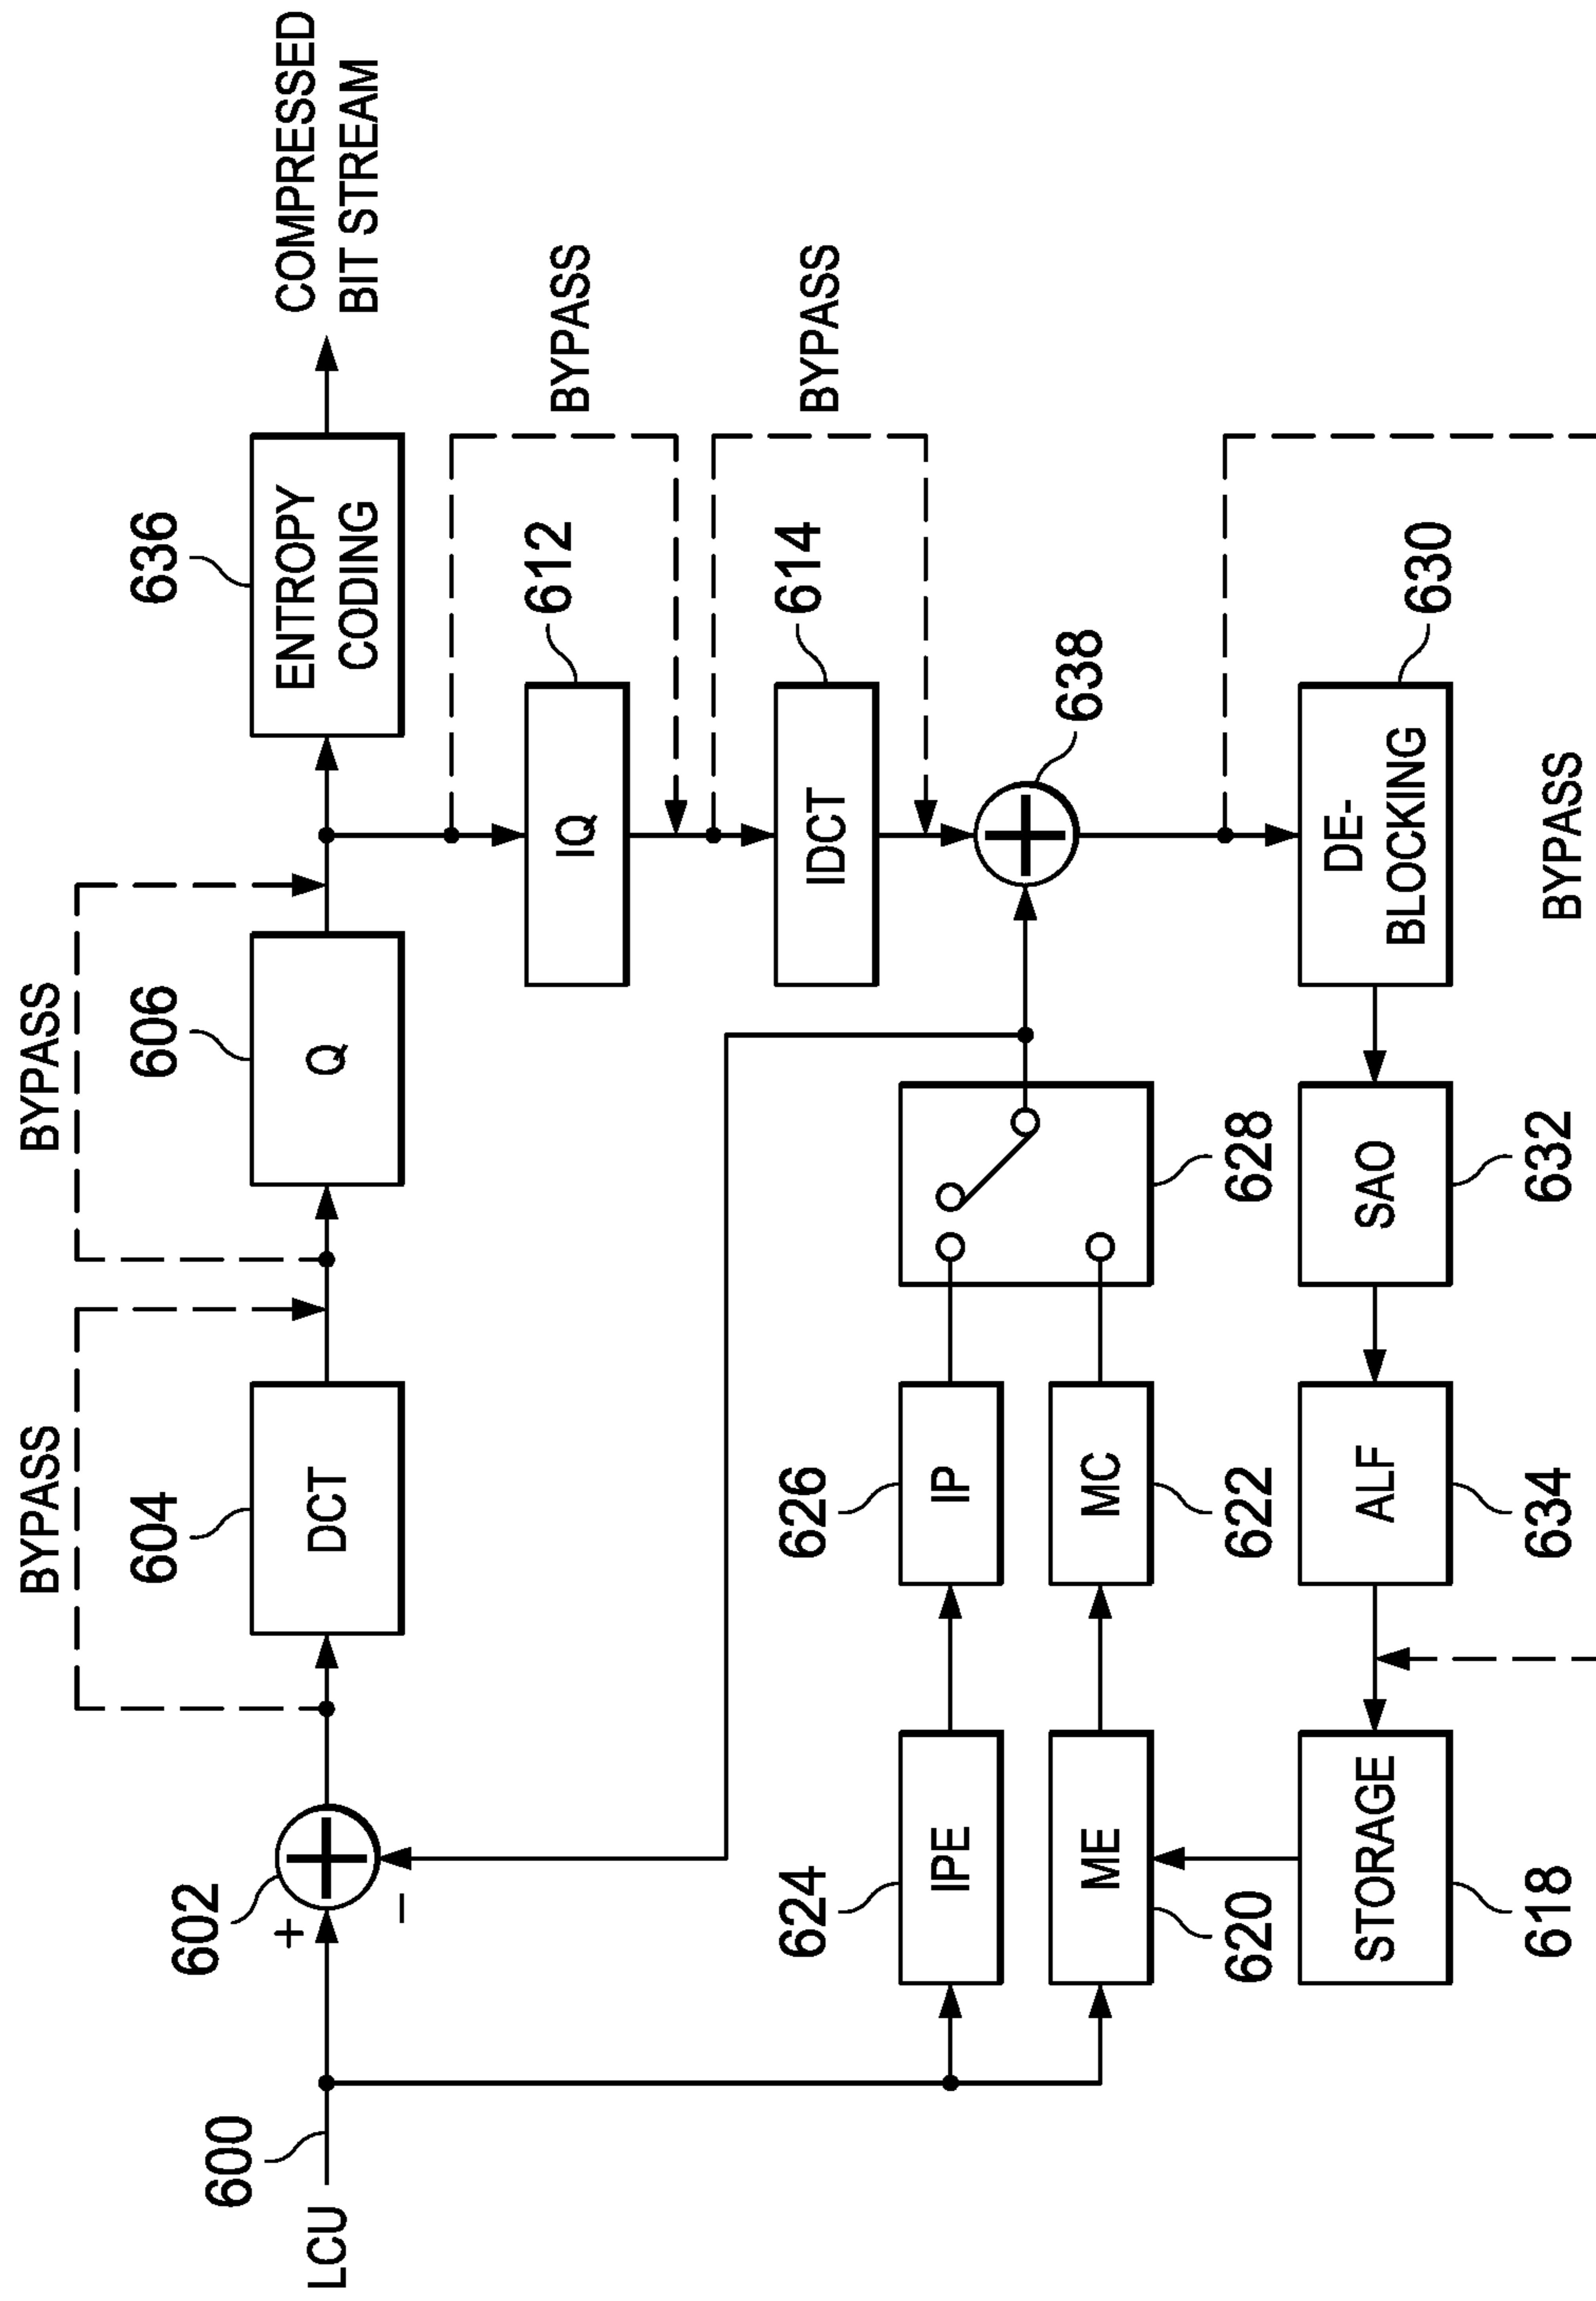 BYPASS
BYPASS
602
604
606
636
600
LCU
+
−
DCT
Q
ENTROPY
CODING
COMPRESSED
BIT STREAM
BYPASS
612
IQ
BYPASS
614
IDCT
624
626
IPE
IP
638
ME
MC
620
622
628
630
STORAGE
ALF
SAO
DE-
BLOCKING
618
634
632
BYPASS